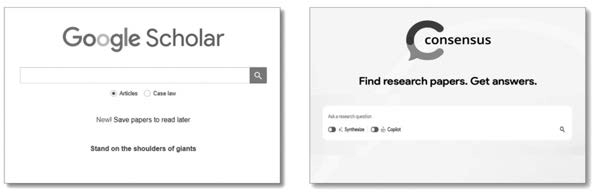 Google Scholar
Articles Case law
New! Save papers to read later
Stand on the shoulders of giants
consensus
Find research papers. Get answers.
Ask a research question
Synthesize Copilot